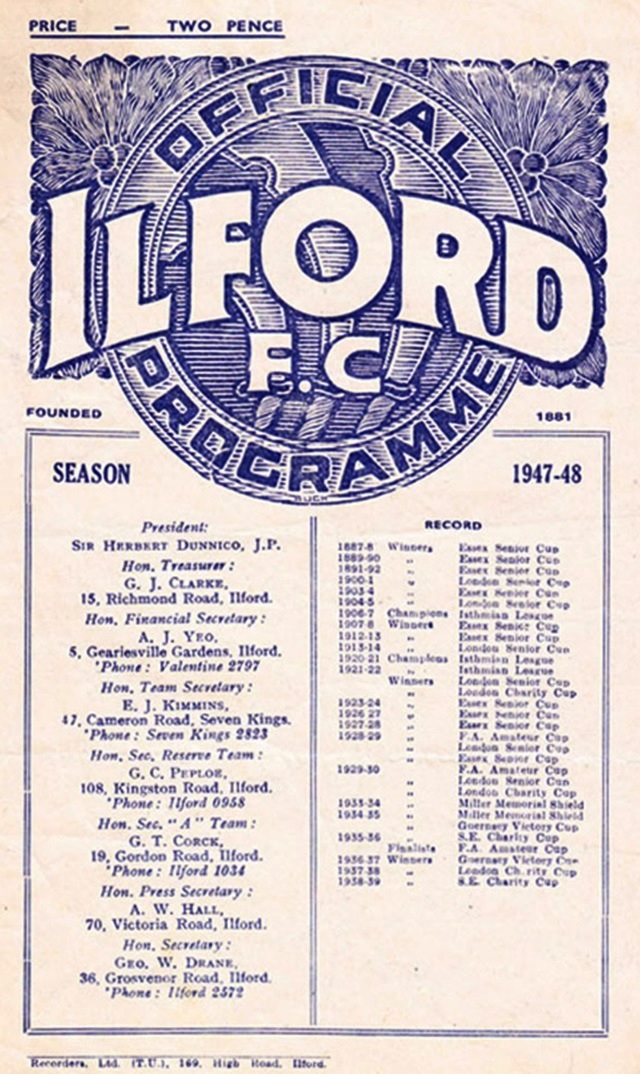 PRICE — TWO PENCE
OFFICIAL
ILFORD
F.C
PROGRAMME
FOUNDED 1881
SEASON 1947-48
President:
SIR HERBERT DUNNICO, J.P.
Hon. Treasurer:
G. J. CLARKE,
15, Richmond Road, Ilford.
Hon. Financial Secretary:
A. J. YEO,
5, Gearlesville Gardens, Ilford.
'Phone: Valentine 2797
Hon. Team Secretary:
E. J. KIMMINS,
47, Cameron Road, Seven Kings.
'Phone: Seven Kings 2823
Hon. Sec. Reserve Team:
G. C. PEPLOE,
108, Kingston Road, Ilford.
'Phone: Ilford 0958
Hon. Sec. "A" Team:
G. T. CORCK,
19, Gordon Road, Ilford.
'Phone: Ilford 1034
Hon. Press Secretary:
A. W. HALL,
70, Victoria Road, Ilford.
Hon. Secretary:
GEO. W. DRANE,
36, Grosvenor Road, Ilford.
'Phone: Ilford 2572
RECORD
1887-8 Winners Essex Senior Cup
1889-90 „ Essex Senior Cup
1891-92 „ Essex Senior Cup
1900-1 „ London Senior Cup
1903-4 „ Essex Senior Cup
1904-5 „ London Senior Cup
1906-7 Champions Isthmian League
1907-8 Winners Essex Senior Cup
1912-13 „ Essex Senior Cup
1913-14 „ London Senior Cup
1920-21 Champions Isthmian League
1921-22 „ Isthmian League
Winners London Senior Cup
„ London Charity Cup
1923-24 „ Essex Senior Cup
1926 27 „ Essex Senior Cup
1927-28 „ Essex Senior Cup
1928-29 „ F.A. Amateur Cup
„ London Senior Cup
„ Essex Senior Cup
1929-30 „ F.A. Amateur Cup
„ London Senior Cup
„ London Charity Cup
1933-34 „ Miller Memorial Shield
1934-35 „ Miller Memorial Shield
„ Guernsey Victory Cup
1935-36 „ S.E. Charity Cup
Finalists F.A. Amateur Cup
1936-37 Winners Guernsey Victory Cup
1937-38 „ London Charity Cup
1938-39 „ S.E. Charity Cup
Recorders, Ltd. (T.U.), 169, High Road, Ilford.